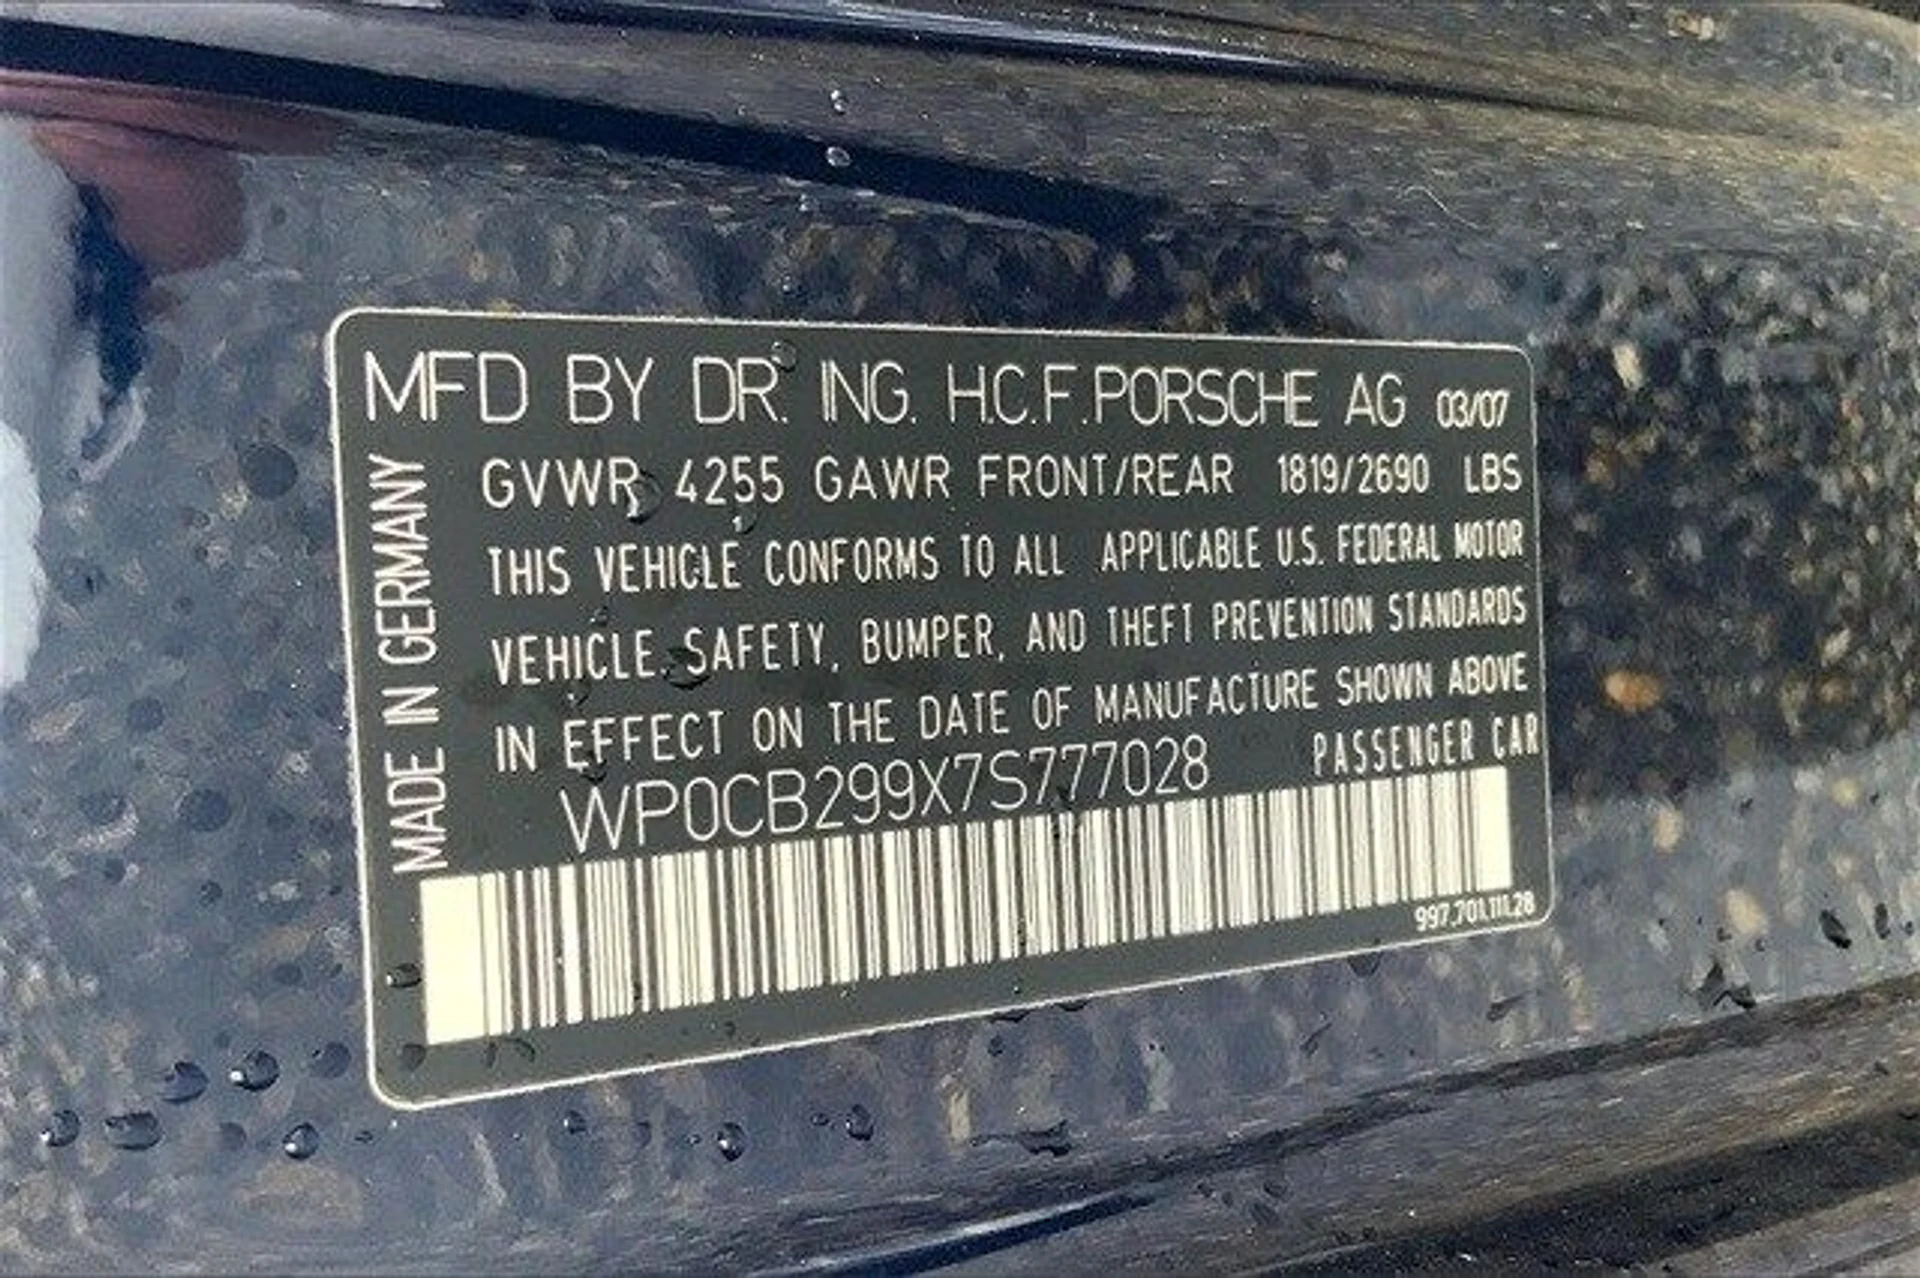 MFD BY DR. ING. H.C.F.PORSCHE AG 03/07
GVWR 4255 GAWR FRONT/REAR 1819/2690 LBS
THIS VEHICLE CONFORMS TO ALL APPLICABLE U.S. FEDERAL MOTOR
VEHICLE, SAFETY, BUMPER, AND THEFT PREVENTION STANDARDS
IN EFFECT ON THE DATE OF MANUFACTURE SHOWN ABOVE
WP0CB299X7S777028 PASSENGER CAR
MADE IN GERMANY
997.701.111.28